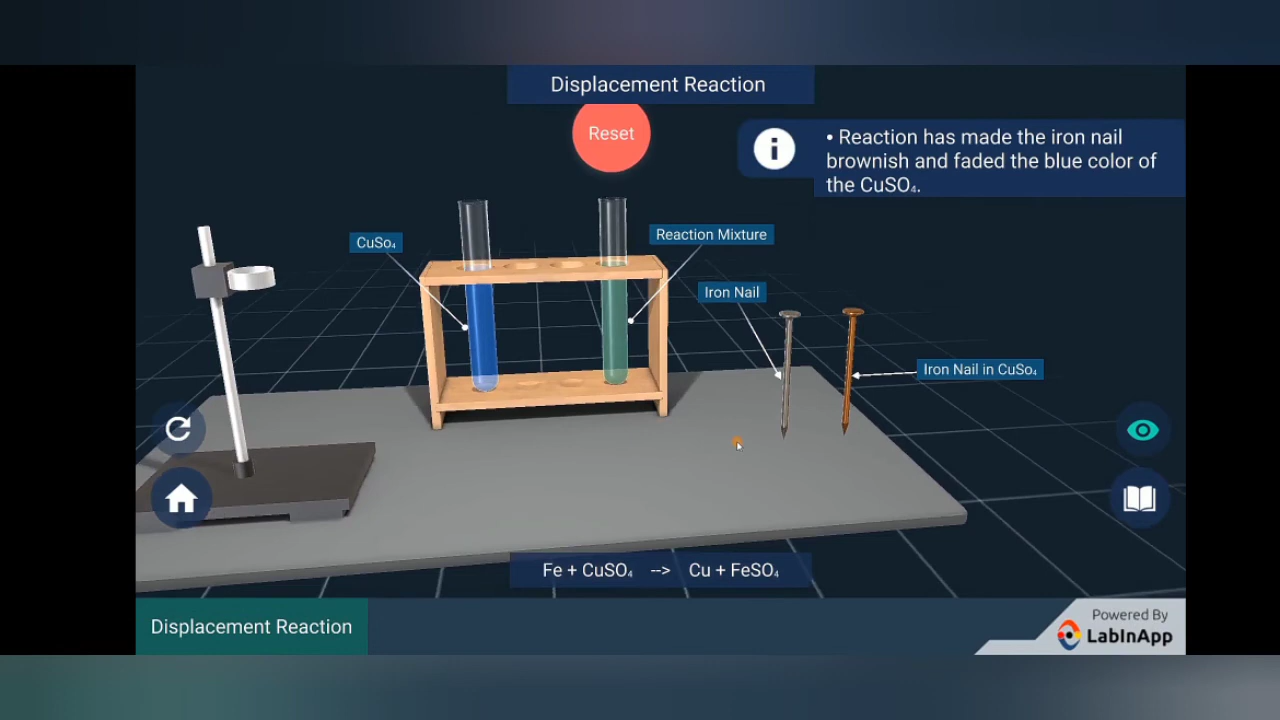 Displacement Reaction
Reset
• Reaction has made the iron nail
brownish and faded the blue color of
the CuSO₄.
CuSo₄
Reaction Mixture
Iron Nail
Iron Nail in CuSo₄
Fe + CuSO₄ --> Cu + FeSO₄
Displacement Reaction
Powered By
LabInApp